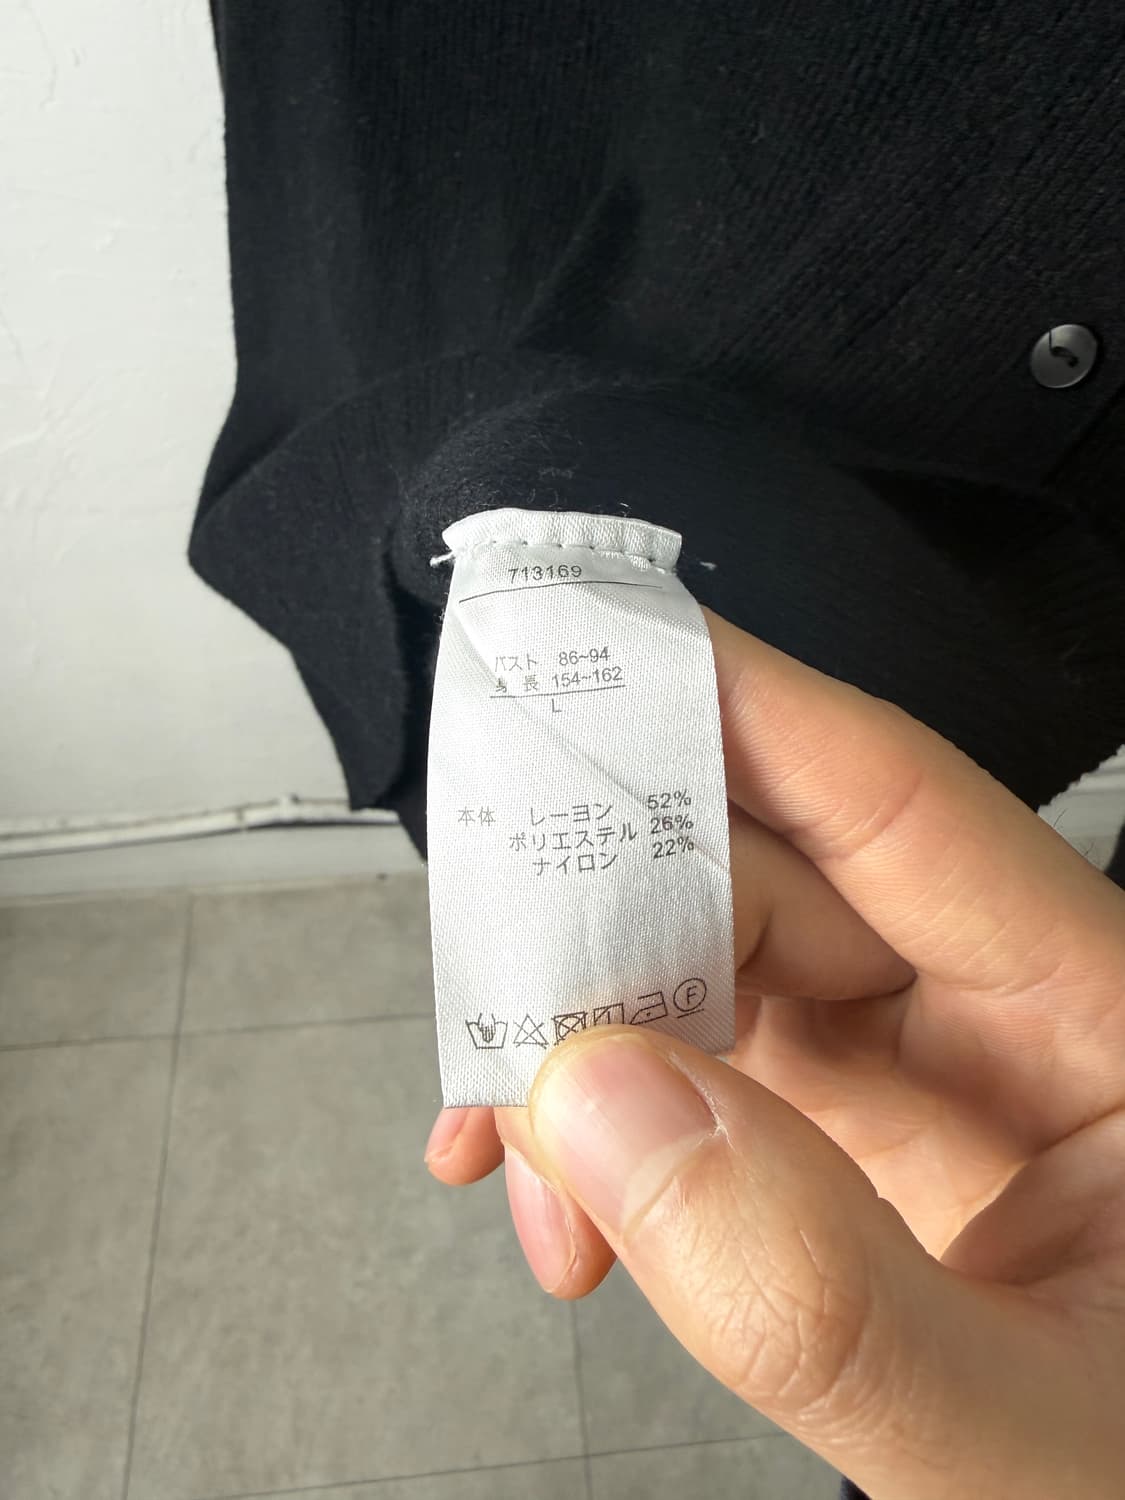 713169
バスト 86~94
身長 154~162
L
本体 レーヨン 52%
ポリエステル 26%
ナイロン 22%
F